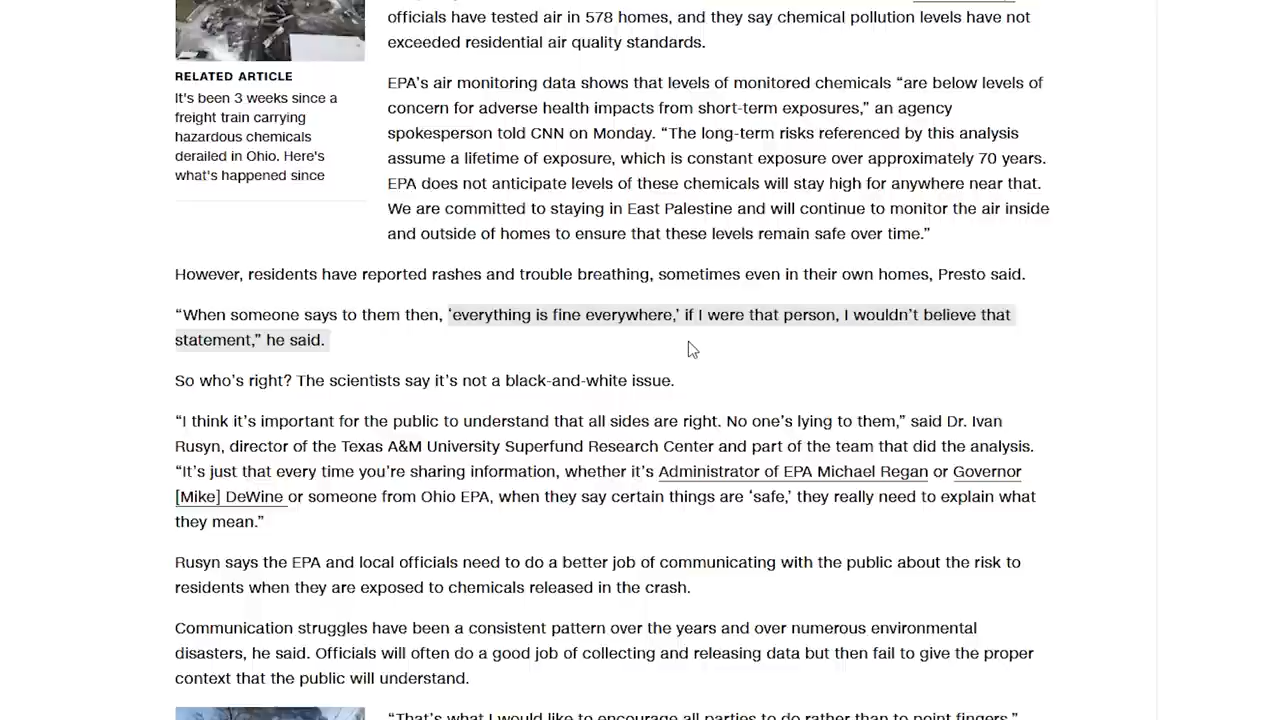 officials have tested air in 578 homes, and they say chemical pollution levels have not
exceeded residential air quality standards.
RELATED ARTICLE
It's been 3 weeks since a
freight train carrying
hazardous chemicals
derailed in Ohio. Here's
what's happened since
EPA’s air monitoring data shows that levels of monitored chemicals “are below levels of
concern for adverse health impacts from short-term exposures,” an agency
spokesperson told CNN on Monday. “The long-term risks referenced by this analysis
assume a lifetime of exposure, which is constant exposure over approximately 70 years.
EPA does not anticipate levels of these chemicals will stay high for anywhere near that.
We are committed to staying in East Palestine and will continue to monitor the air inside
and outside of homes to ensure that these levels remain safe over time.”
However, residents have reported rashes and trouble breathing, sometimes even in their own homes, Presto said.
“When someone says to them then, ‘everything is fine everywhere,’ if I were that person, I wouldn’t believe that
statement,” he said.
So who’s right? The scientists say it’s not a black-and-white issue.
“I think it’s important for the public to understand that all sides are right. No one’s lying to them,” said Dr. Ivan
Rusyn, director of the Texas A&M University Superfund Research Center and part of the team that did the analysis.
“It’s just that every time you’re sharing information, whether it’s Administrator of EPA Michael Regan or Governor
[Mike] DeWine or someone from Ohio EPA, when they say certain things are ‘safe,’ they really need to explain what
they mean.”
Rusyn says the EPA and local officials need to do a better job of communicating with the public about the risk to
residents when they are exposed to chemicals released in the crash.
Communication struggles have been a consistent pattern over the years and over numerous environmental
disasters, he said. Officials will often do a good job of collecting and releasing data but then fail to give the proper
context that the public will understand.
“That’s what I would like to encourage all parties to do rather than to point fingers,”